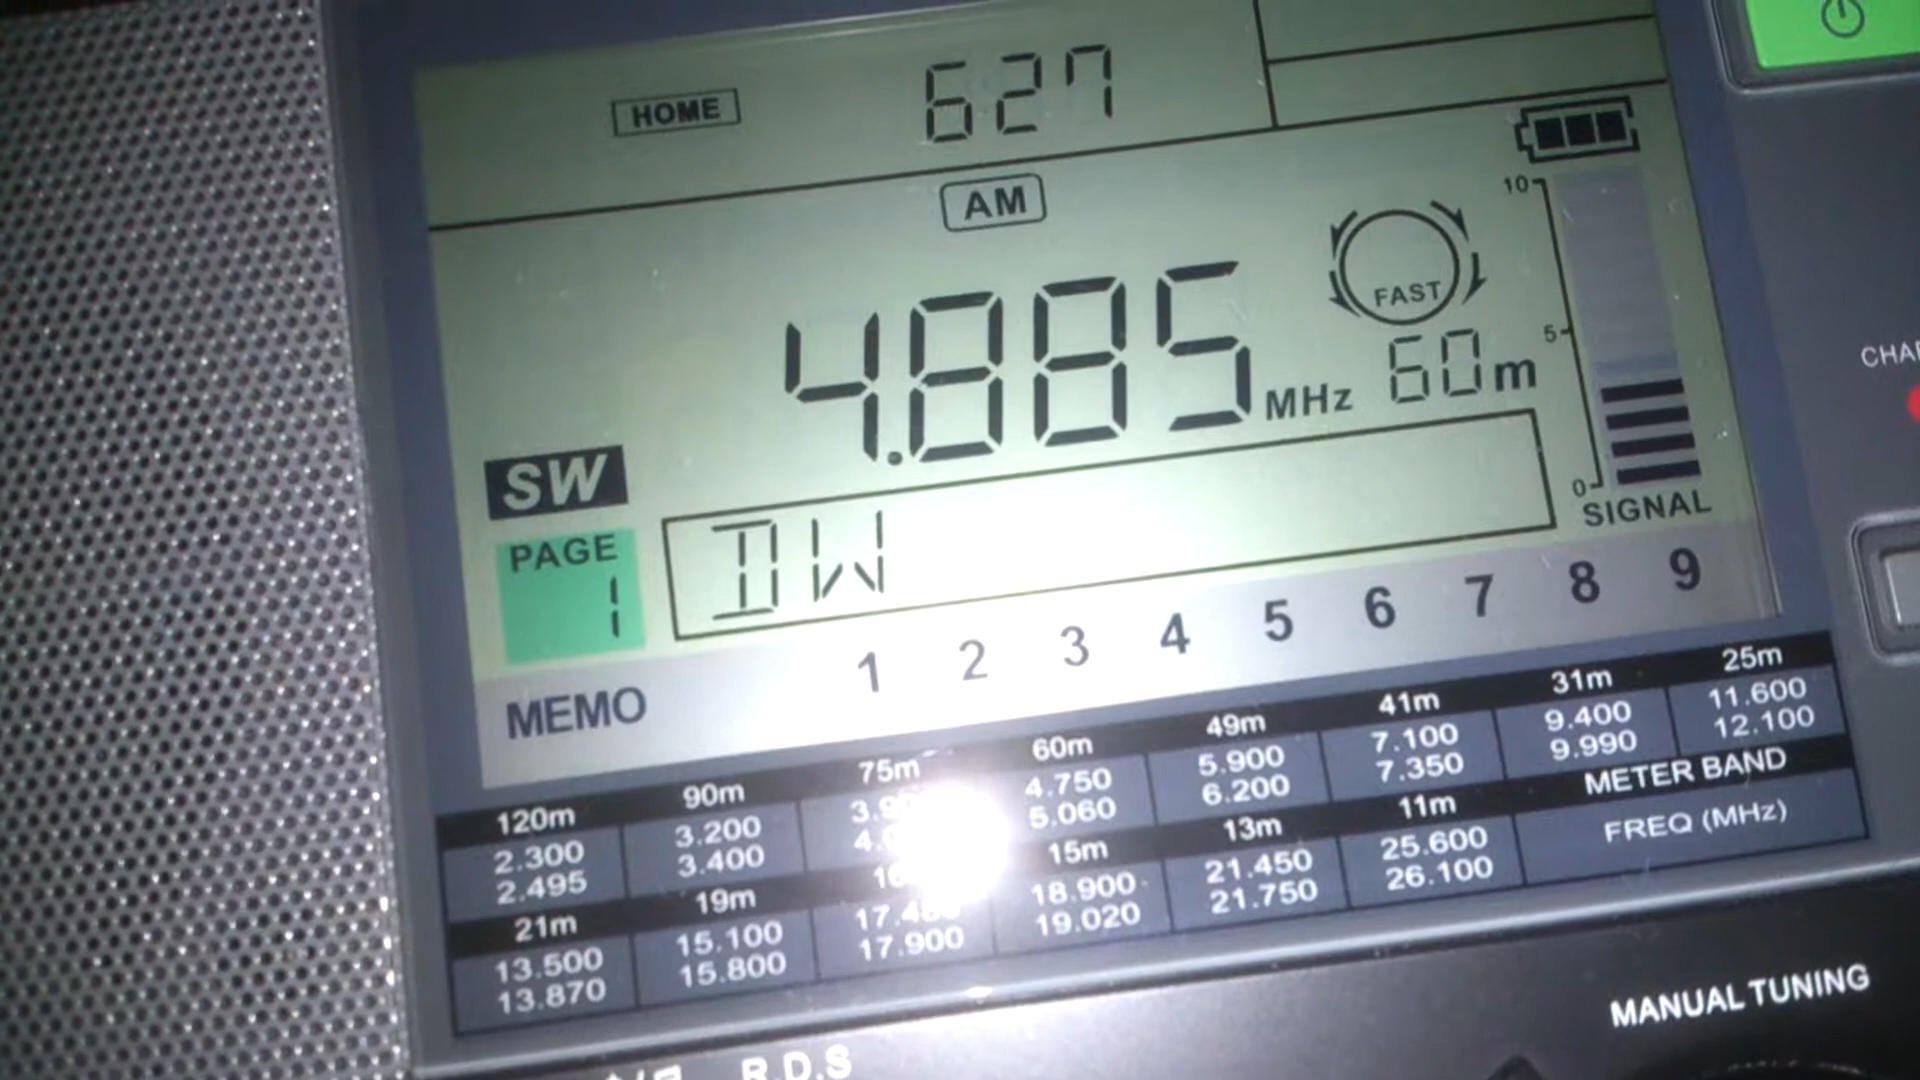 HOME 627
AM
10
FAST
4.885 MHz 60m
5
SW
0
SIGNAL
PAGE
1
DW
MEMO 1 2 3 4 5 6 7 8 9
120m 90m 75m 60m 49m 41m 31m 25m
2.300 3.200 4.750 5.900 7.100 9.400 11.600
2.495 3.400 5.060 6.200 7.350 9.990 12.100
21m 19m 15m 13m 11m METER BAND
13.500 15.100 18.900 21.450 25.600 FREQ (MHz)
13.870 15.800 17.900 19.020 21.750 26.100
MANUAL TUNING
R.D.S